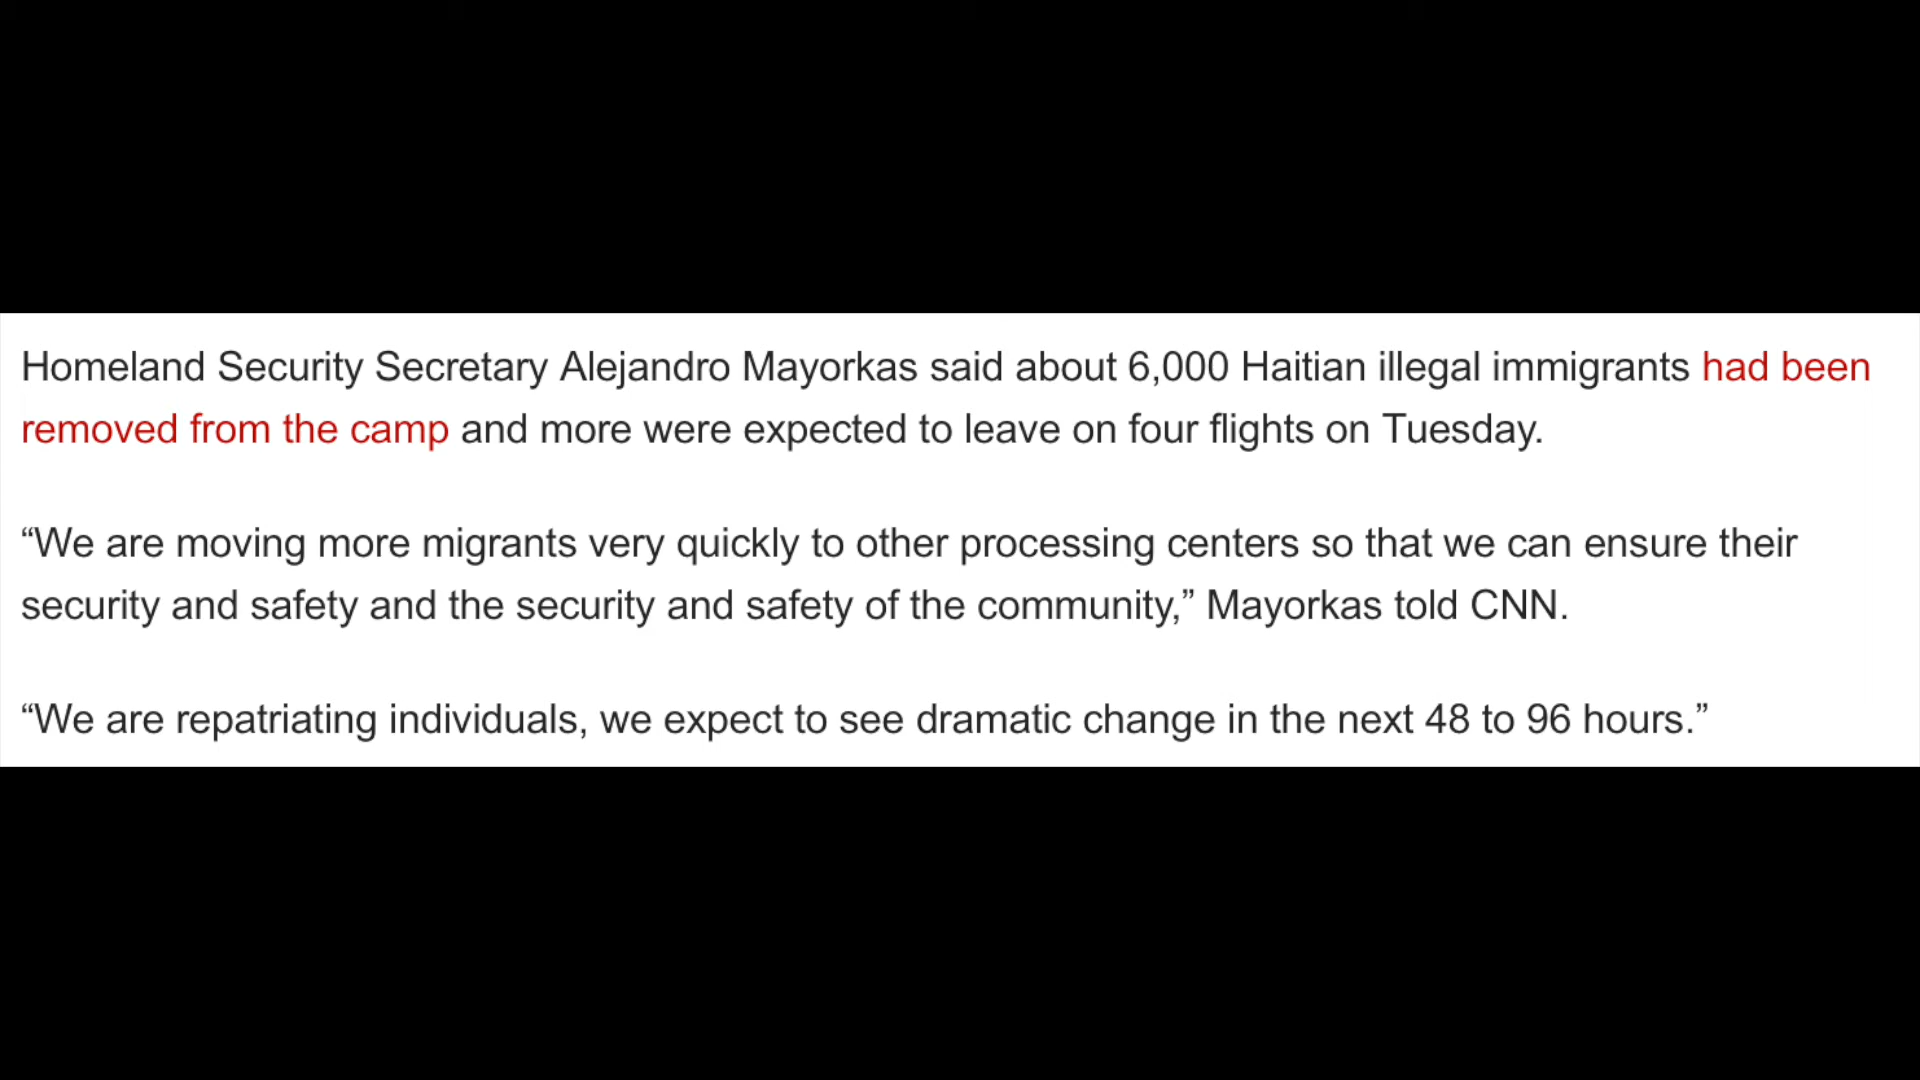 Homeland Security Secretary Alejandro Mayorkas said about 6,000 Haitian illegal immigrants had been
removed from the camp and more were expected to leave on four flights on Tuesday.
“We are moving more migrants very quickly to other processing centers so that we can ensure their
security and safety and the security and safety of the community,” Mayorkas told CNN.
“We are repatriating individuals, we expect to see dramatic change in the next 48 to 96 hours.”